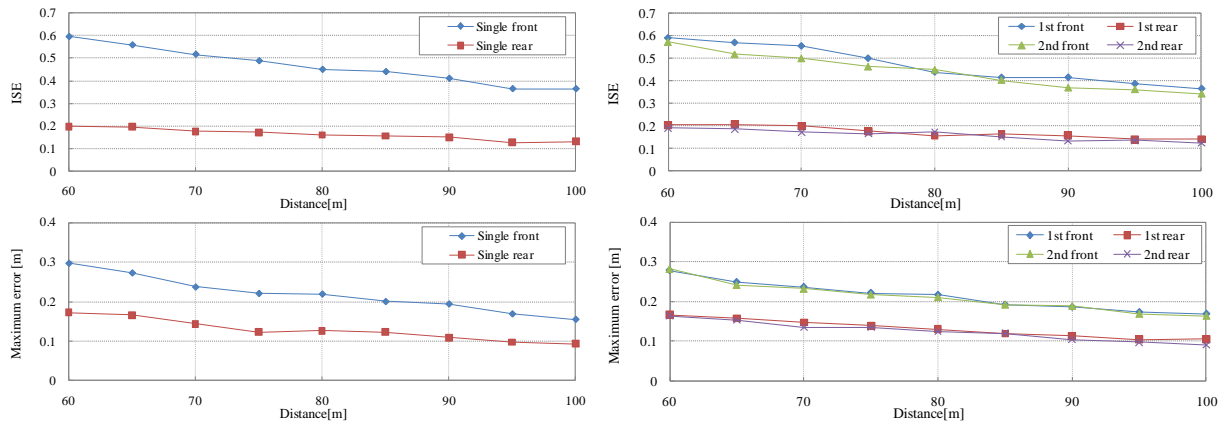 0.7
0.6
0.5
0.4
0.3
0.2
0.1
0
ISE
Single front
Single rear
60
70
80
90
100
Distance[m]
0.7
0.6
0.5
0.4
0.3
0.2
0.1
0
ISE
1st front
1st rear
2nd front
2nd rear
60
70
80
90
100
Distance[m]
0.4
0.3
0.2
0.1
0
Maximum error [m]
Single front
Single rear
60
70
80
90
100
Distance[m]
0.4
0.3
0.2
0.1
0
Maximum error [m]
1st front
1st rear
2nd front
2nd rear
60
70
80
90
100
Distance[m]